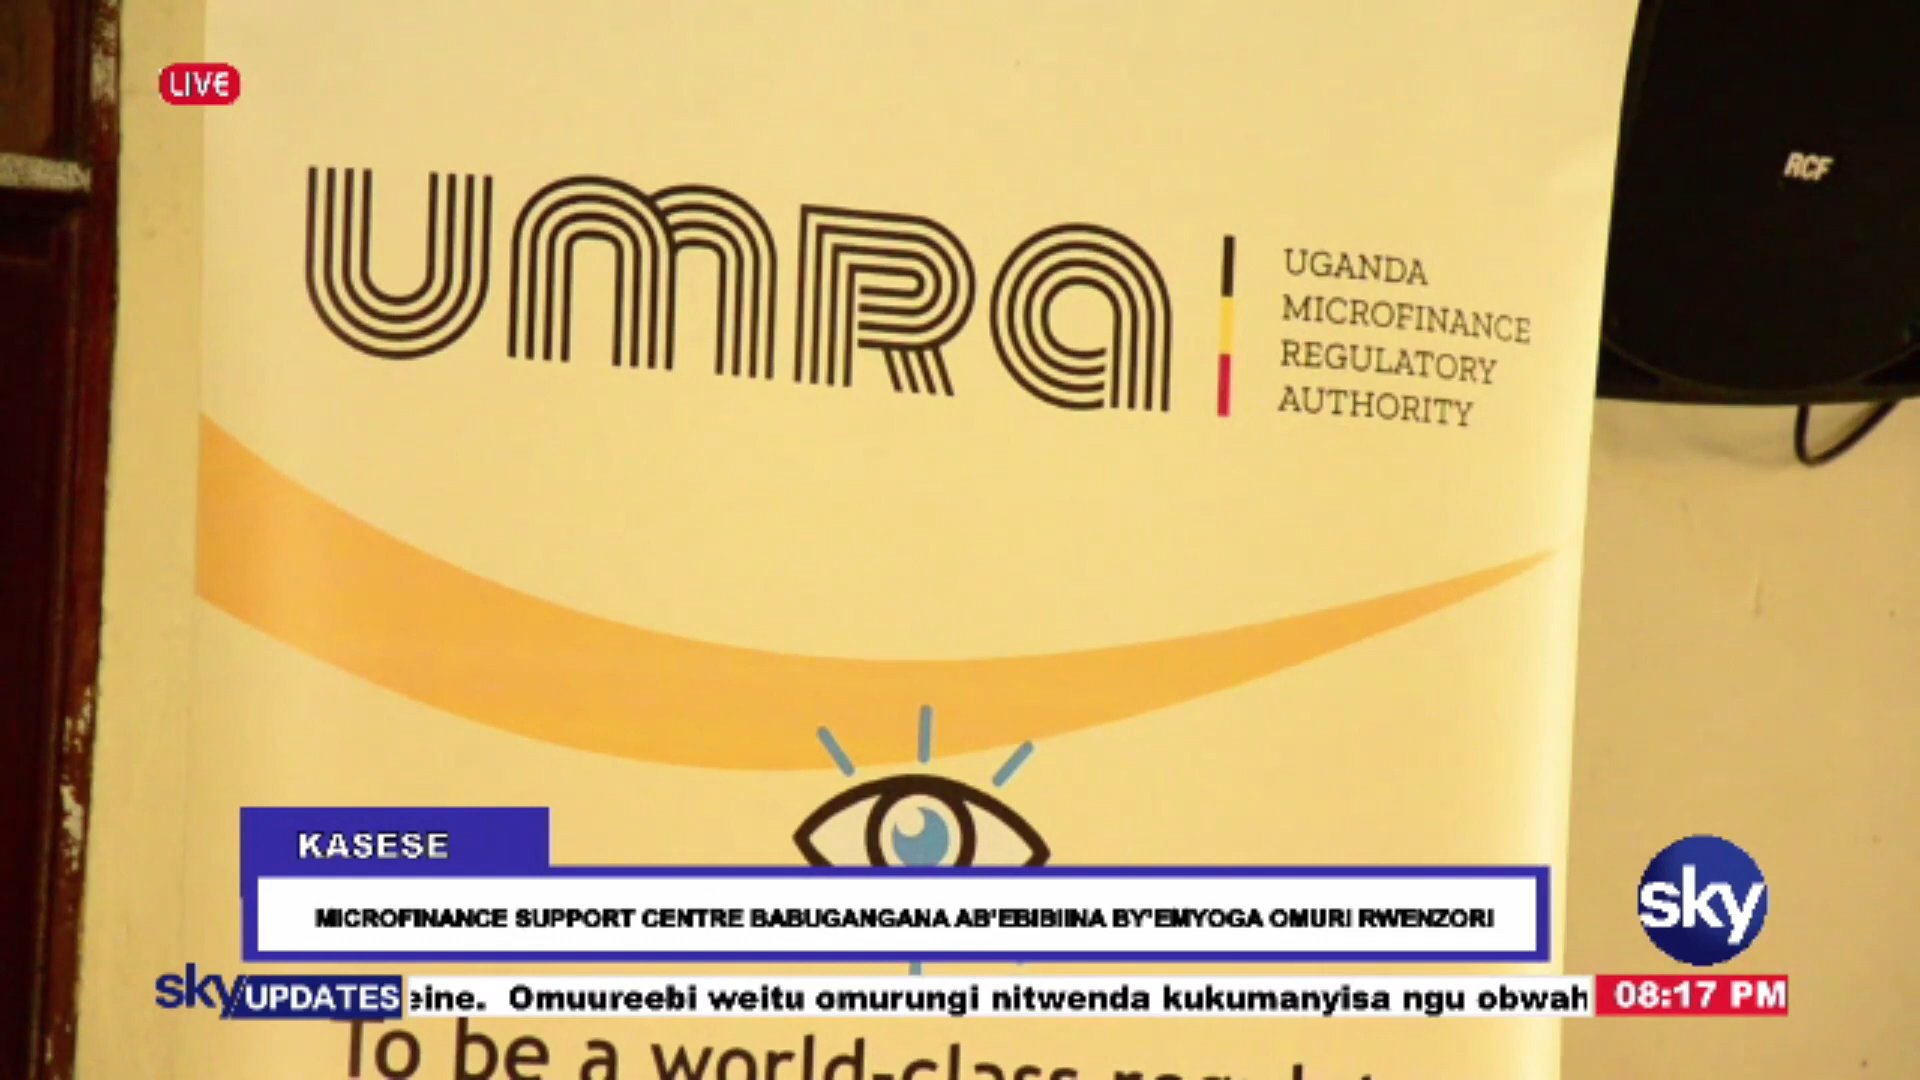 LIVE
RCF
umra
UGANDA
MICROFINANCE
REGULATORY
AUTHORITY
KASESE
MICROFINANCE SUPPORT CENTRE BABUGANGANA AB'EBIBIINA BY'EMYOGA OMURI RWENZORI
sky
sky UPDATES
eine. Omuureebi weitu omurungi nitwenda kukumanyisa ngu obwah
08:17 PM
To be a world-class